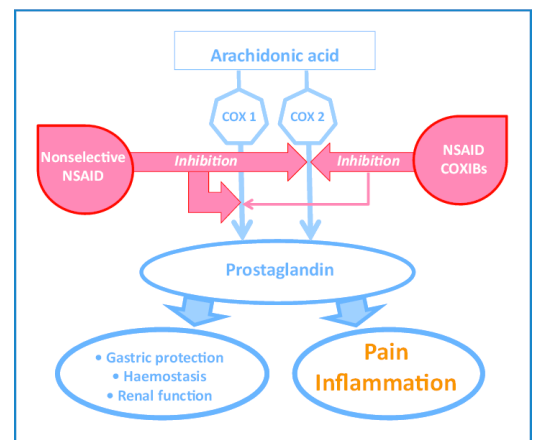 Arachidonic acid
COX 1
COX 2
Nonselective
NSAID
Inhibition
Inhibition
NSAID
COXIBs
Prostaglandin
• Gastric protection
• Haemostasis
• Renal function
Pain
Inflammation